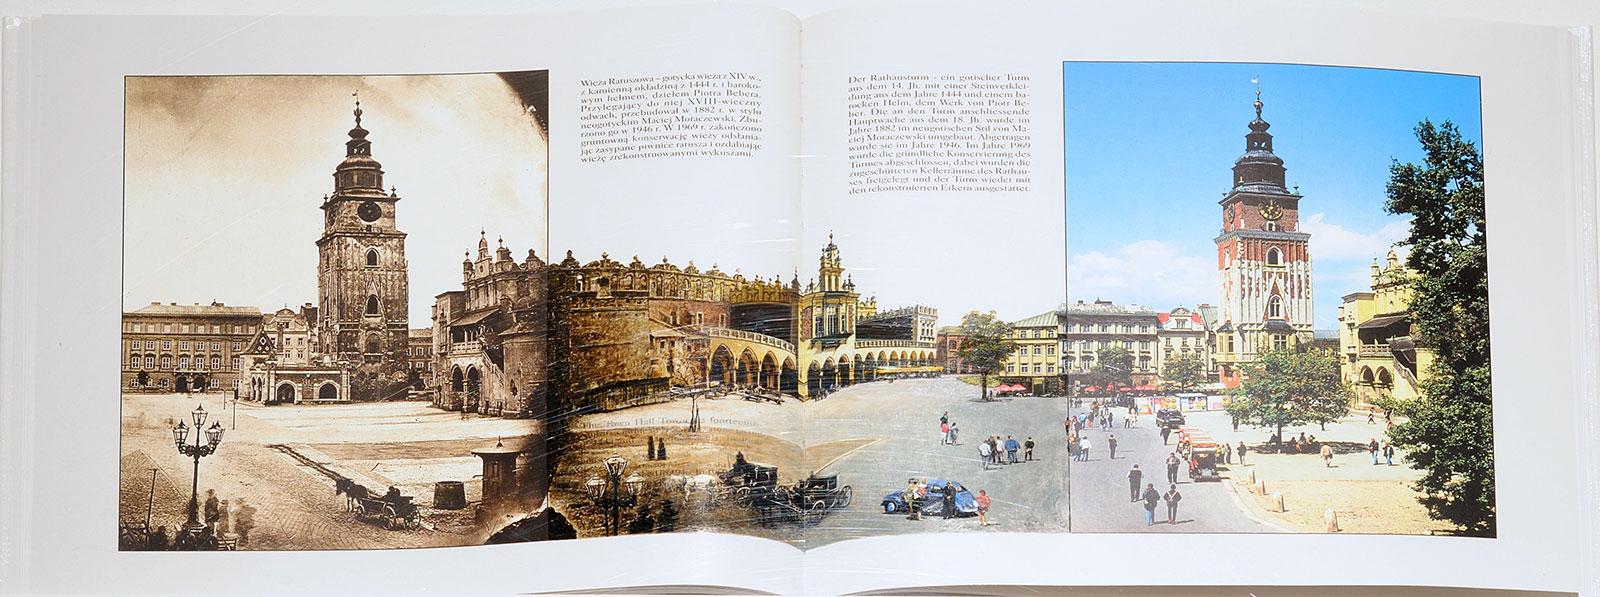 Wieża Ratuszowa – gotycka wieża z XIV w.,
z kamienną okładziną z 1444 r. i baroko-
wym hełmem, dziełem Piotra Bebera.
Przylegający do niej XVIII-wieczny
odwach, przebudował w 1882 r. w stylu
neogotyckim Maciej Moraczewski. Zbu-
rzono go w 1946 r. W 1969 r. zakończono
gruntowną konserwację wieży odsłania-
jąc zasypane piwnice ratusza i ozdabiając
wieżę zrekonstruowanymi wykuszami.
Der Rathausturm - ein gotischer Turm
aus dem 14. Jh. mit einer Steinverklei-
dung aus dem Jahre 1444 und einem ba-
rocken Helm, dem Werk von Piotr Be-
ber. Die an den Turm anschliessende
Hauptwache aus dem 18. Jh. wurde im
Jahre 1882 im neugotischen Stil von Ma-
ciej Moraczewski umgebaut. Abgetragen
wurde sie im Jahre 1946. Im Jahre 1969
wurde die gründliche Konservierung des
Turmes abgeschlossen, dabei wurden die
zugeschütteten Kellerräume des Rathau-
ses freigelegt und der Turm wieder mit
den rekonstruierten Erkern ausgestattet.
The Town Hall Tower